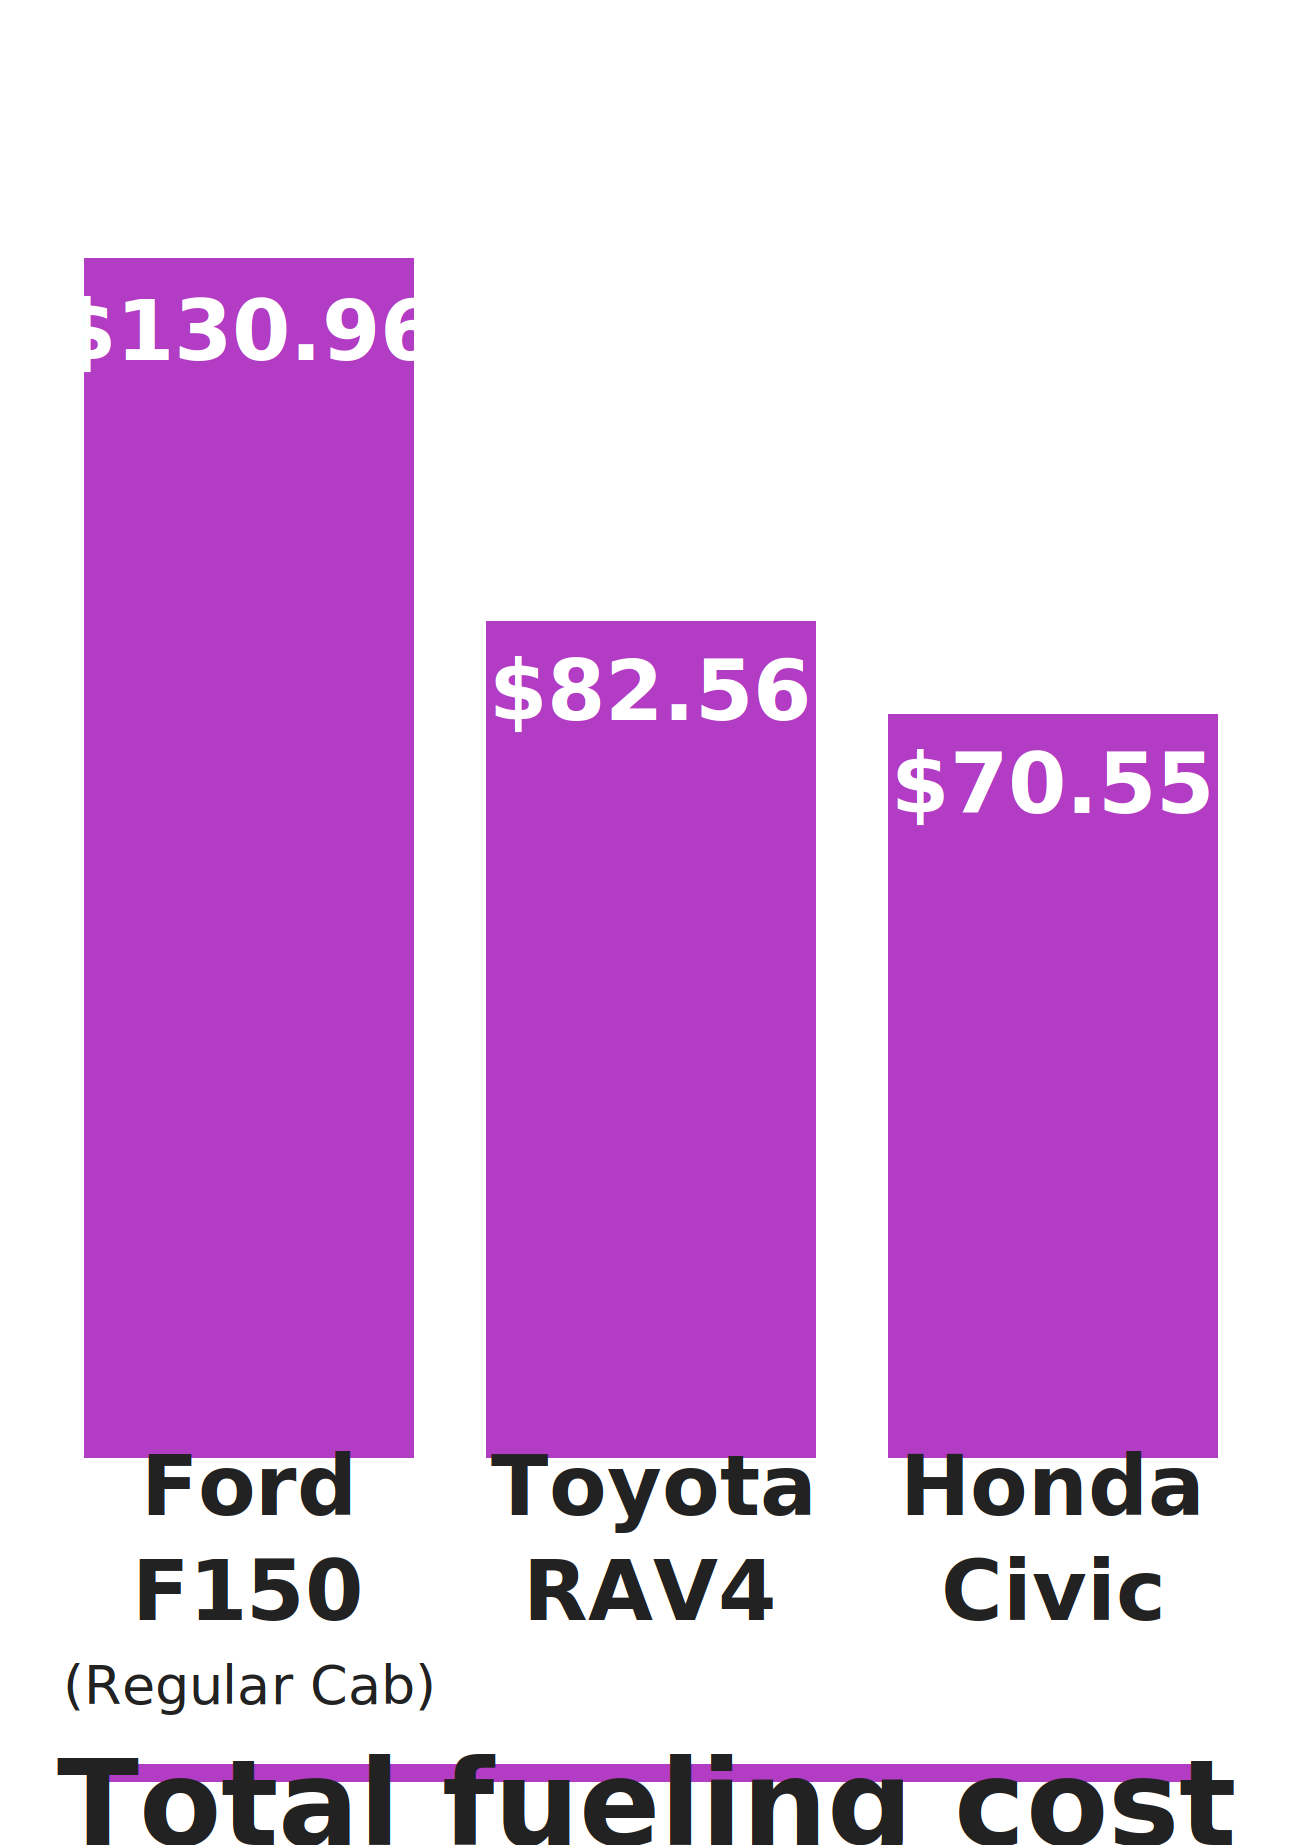 $130.96
$82.56
$70.55
Ford
F150
(Regular Cab)
Toyota
RAV4
Honda
Civic
Total fueling cost